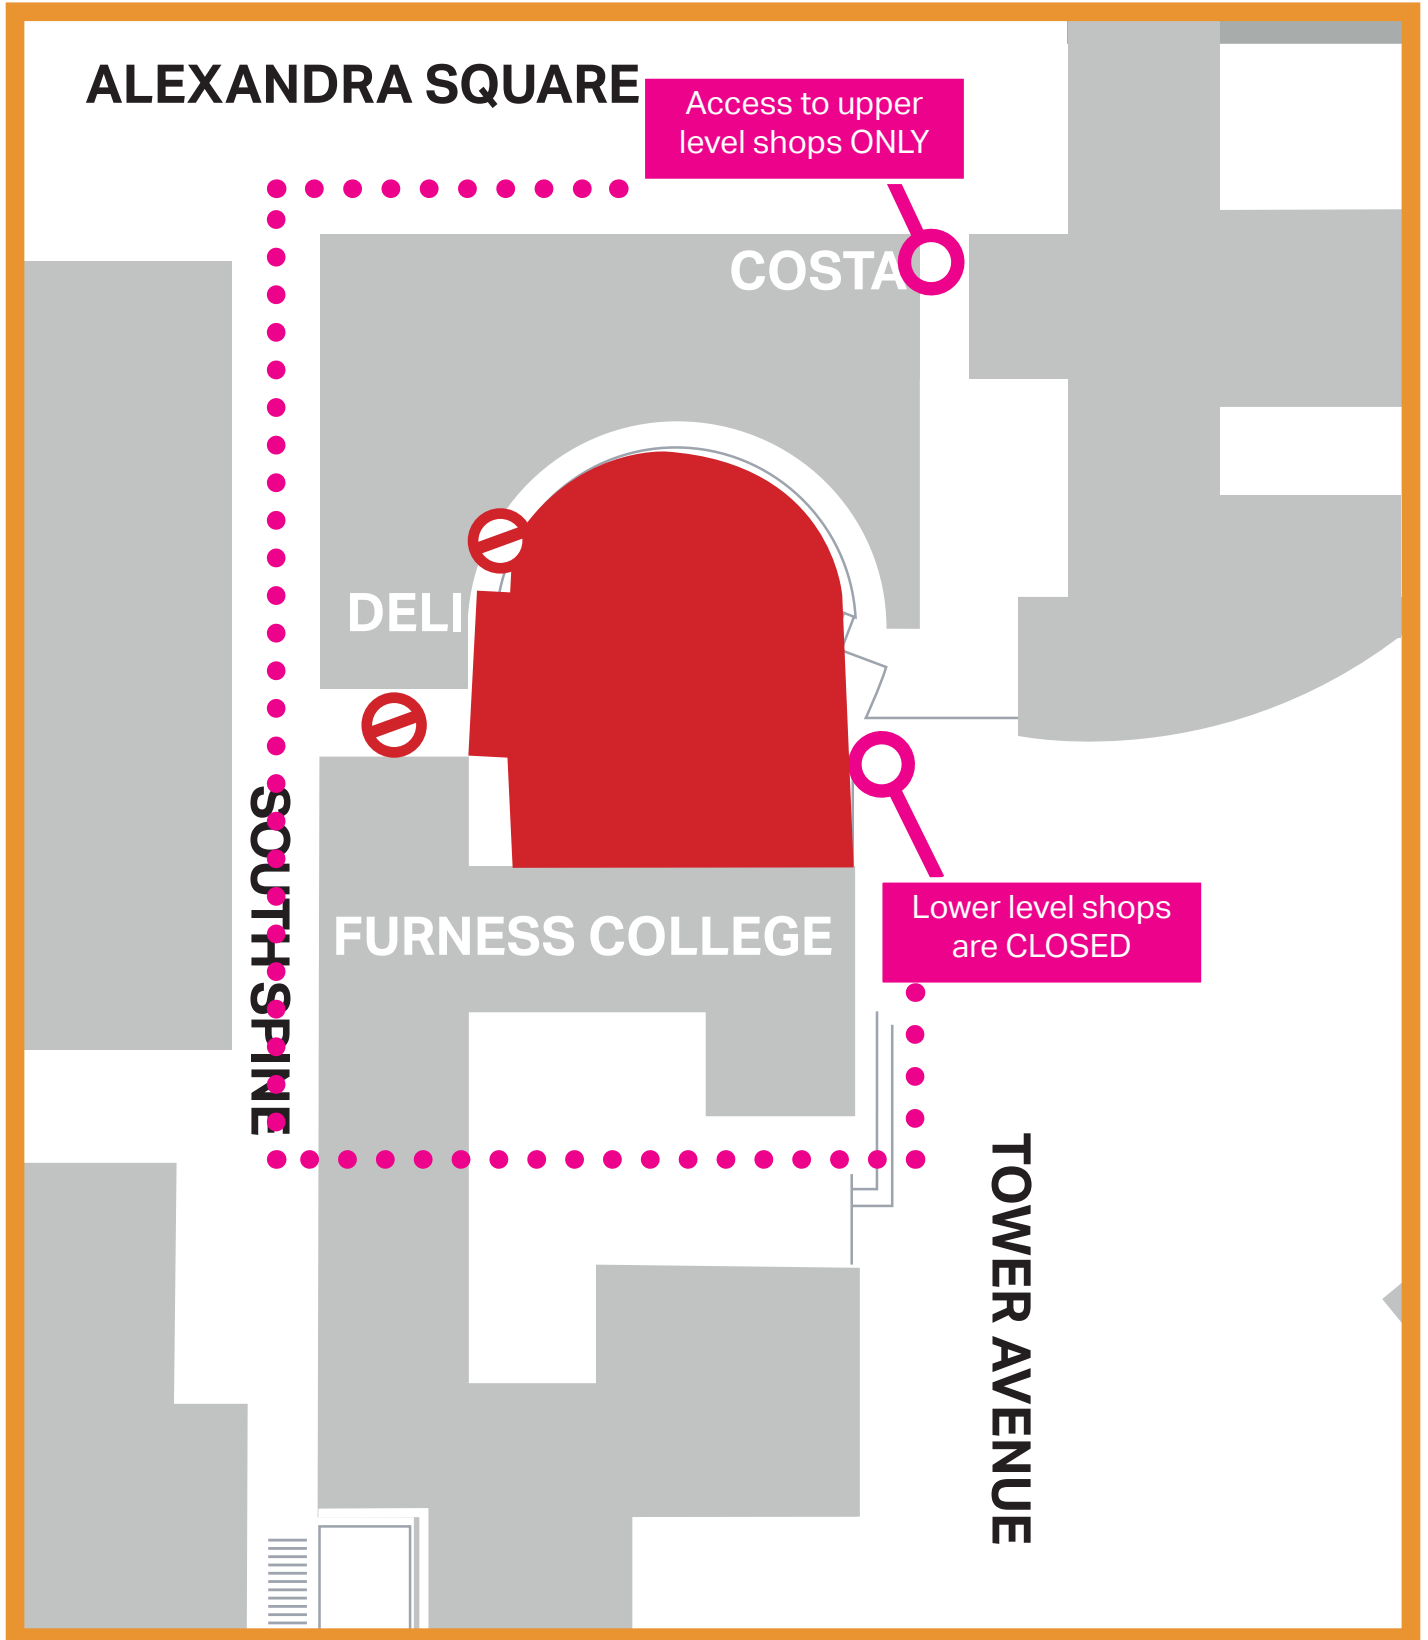 ALEXANDRA SQUARE
Access to upper
level shops ONLY
COSTA
DELI
SOUTH SPINE
FURNESS COLLEGE
Lower level shops
are CLOSED
TOWER AVENUE